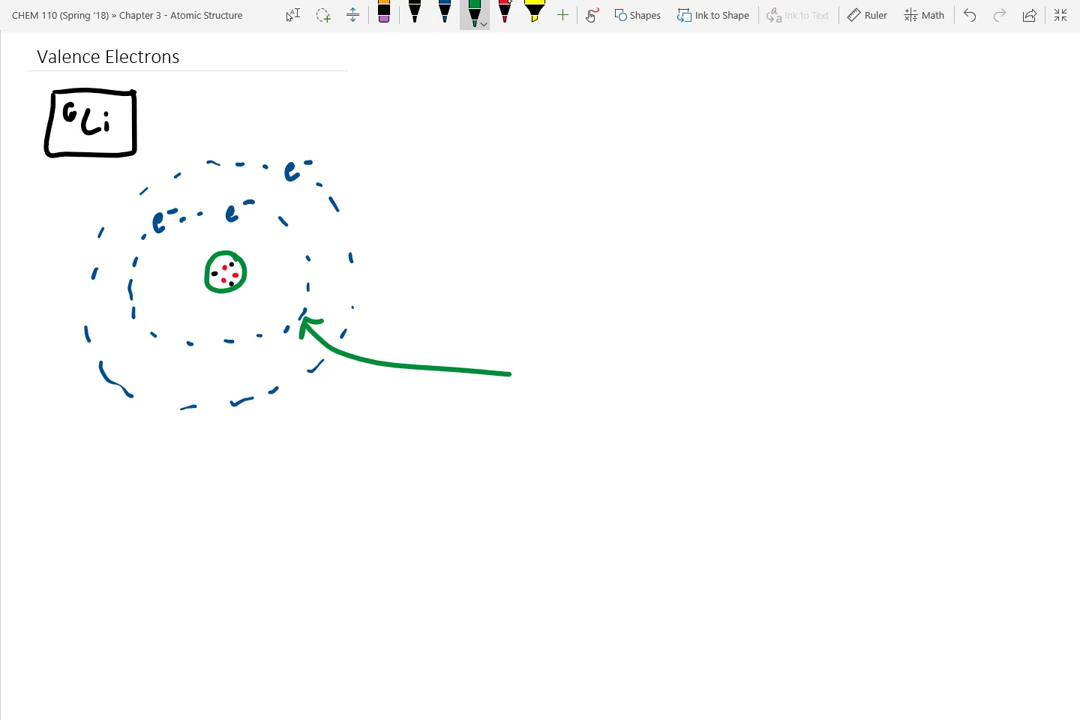 CHEM 110 (Spring '18) » Chapter 3 - Atomic Structure
Shapes
Ink to Shape
Ink to Text
Ruler
Math
Valence Electrons
⁶Li
e⁻
e⁻ e⁻